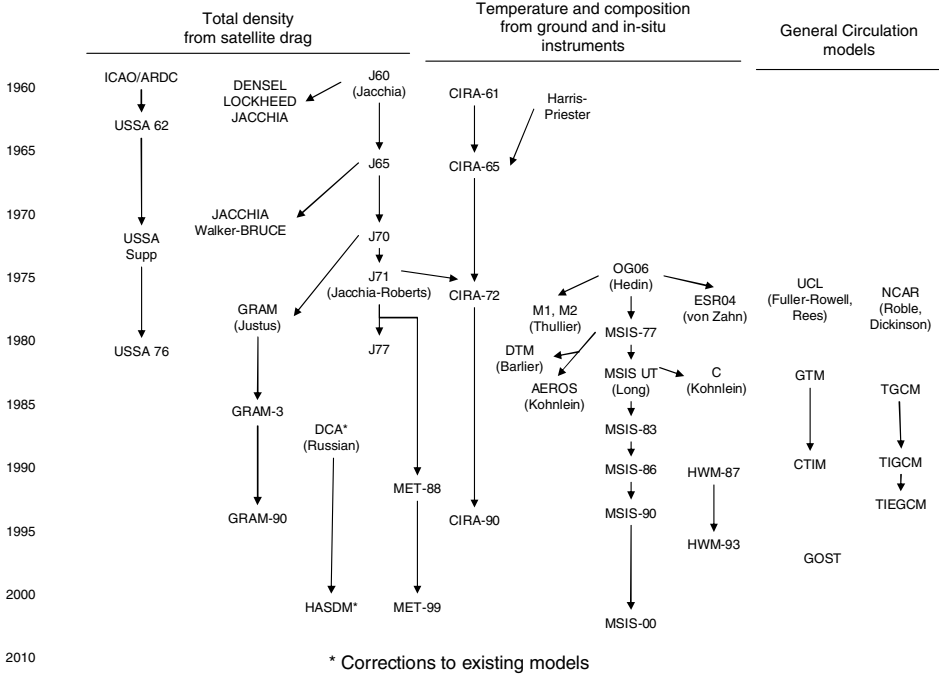 Total density
from satellite drag
Temperature and composition
from ground and in-situ
instruments
General Circulation
models
1960
1965
1970
1975
1980
1985
1990
1995
2000
2010
ICAO/ARDC
USSA 62
USSA
Supp
USSA 76
DENSEL
LOCKHEED
JACCHIA
J60
(Jacchia)
J65
JACCHIA
Walker-BRUCE
J70
J71
(Jacchia-Roberts)
J77
GRAM
(Justus)
GRAM-3
GRAM-90
DCA*
(Russian)
HASDM*
MET-88
MET-99
CIRA-61
Harris-
Priester
CIRA-65
CIRA-72
CIRA-90
OG06
(Hedin)
M1, M2
(Thullier)
ESR04
(von Zahn)
MSIS-77
DTM
(Barlier)
AEROS
(Kohnlein)
MSIS UT
(Long)
C
(Kohnlein)
MSIS-83
MSIS-86
MSIS-90
MSIS-00
HWM-87
HWM-93
UCL
(Fuller-Rowell,
Rees)
GTM
CTIM
GOST
NCAR
(Roble,
Dickinson)
TGCM
TIGCM
TIEGCM
* Corrections to existing models